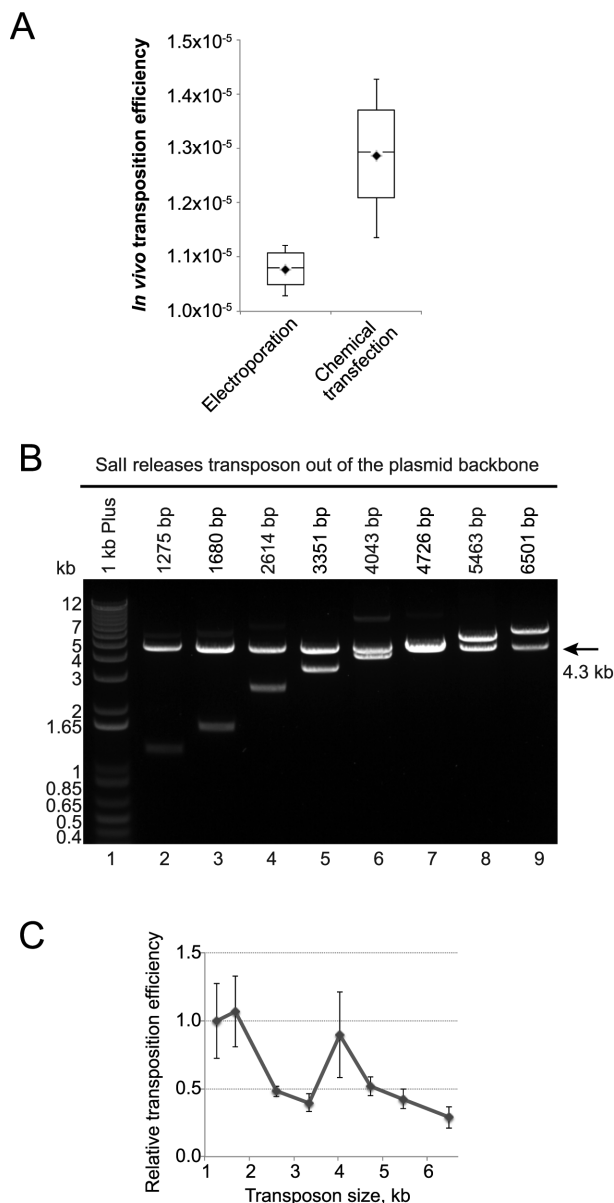 A
In vivo transposition efficiency
1.5x10⁻⁵
1.4x10⁻⁵
1.3x10⁻⁵
1.2x10⁻⁵
1.1x10⁻⁵
1.0x10⁻⁵
Electroporation
Chemical
transfection
B
SalI releases transposon out of the plasmid backbone
kb
1 kb Plus
1275 bp
1680 bp
2614 bp
3351 bp
4043 bp
4726 bp
5463 bp
6501 bp
12
7
5
4
3
2
1.65
1
0.85
0.65
0.5
0.4
4.3 kb
1 2 3 4 5 6 7 8 9
C
Relative transposition efficiency
1.5
1.0
0.5
0.0
1 2 3 4 5 6
Transposon size, kb